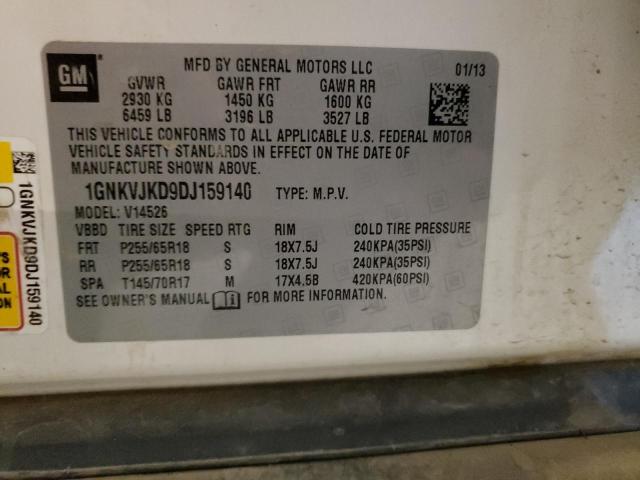 GM
MFD BY GENERAL MOTORS LLC 01/13
GVWR GAWR FRT GAWR RR
2930 KG 1450 KG 1600 KG
6459 LB 3196 LB 3527 LB
THIS VEHICLE CONFORMS TO ALL APPLICABLE U.S. FEDERAL MOTOR
VEHICLE SAFETY STANDARDS IN EFFECT ON THE DATE OF
MANUFACTURE SHOWN ABOVE.
1GNKVJKD9DJ159140 TYPE: M.P.V.
MODEL: V14526
VBBD TIRE SIZE SPEED RTG RIM COLD TIRE PRESSURE
FRT P255/65R18 S 18X7.5J 240KPA(35PSI)
RR P255/65R18 S 18X7.5J 240KPA(35PSI)
SPA T145/70R17 M 17X4.5B 420KPA(60PSI)
SEE OWNER'S MANUAL i FOR MORE INFORMATION.
1GNKVJKD9DJ159140